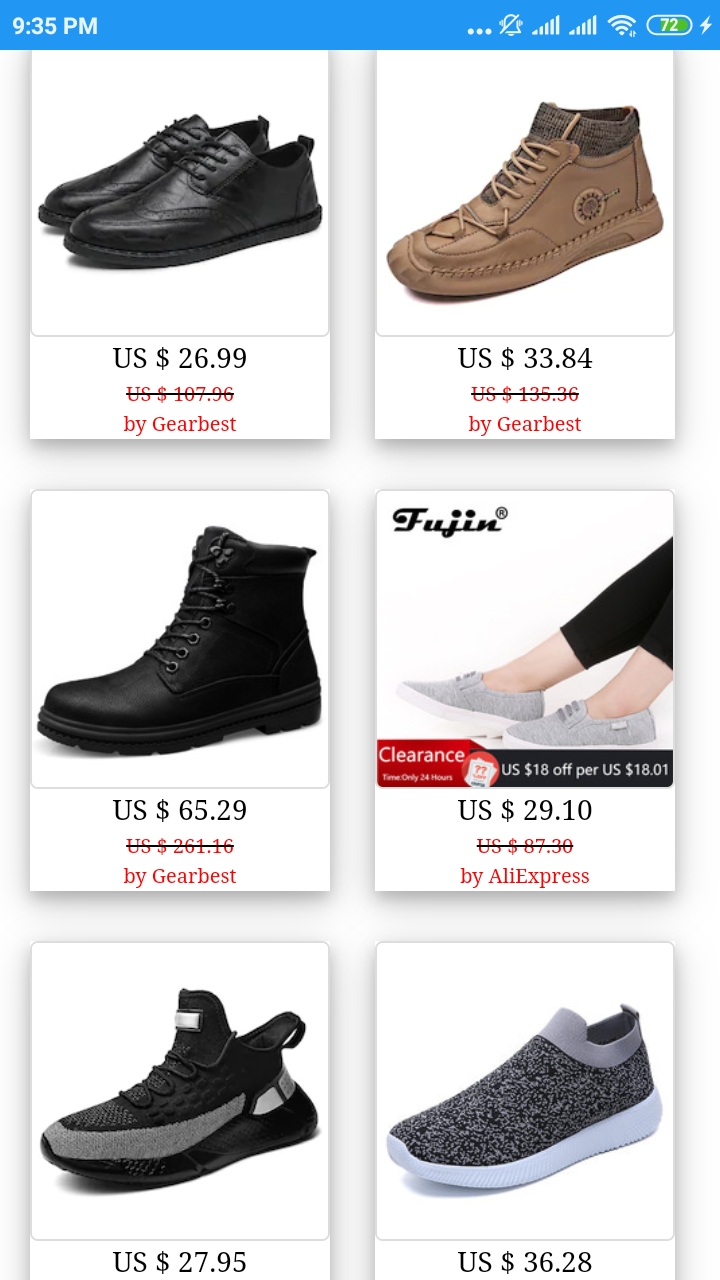 9:35 PM
72
US $ 26.99
US $ 33.84
US $ 107.96
US $ 135.36
by Gearbest
by Gearbest
Fujin®
Clearance
Time:Only 24 Hours
??
US $18 off per US $18.01
US $ 65.29
US $ 29.10
US $ 261.16
US $ 87.30
by Gearbest
by AliExpress
US $ 27.95
US $ 36.28